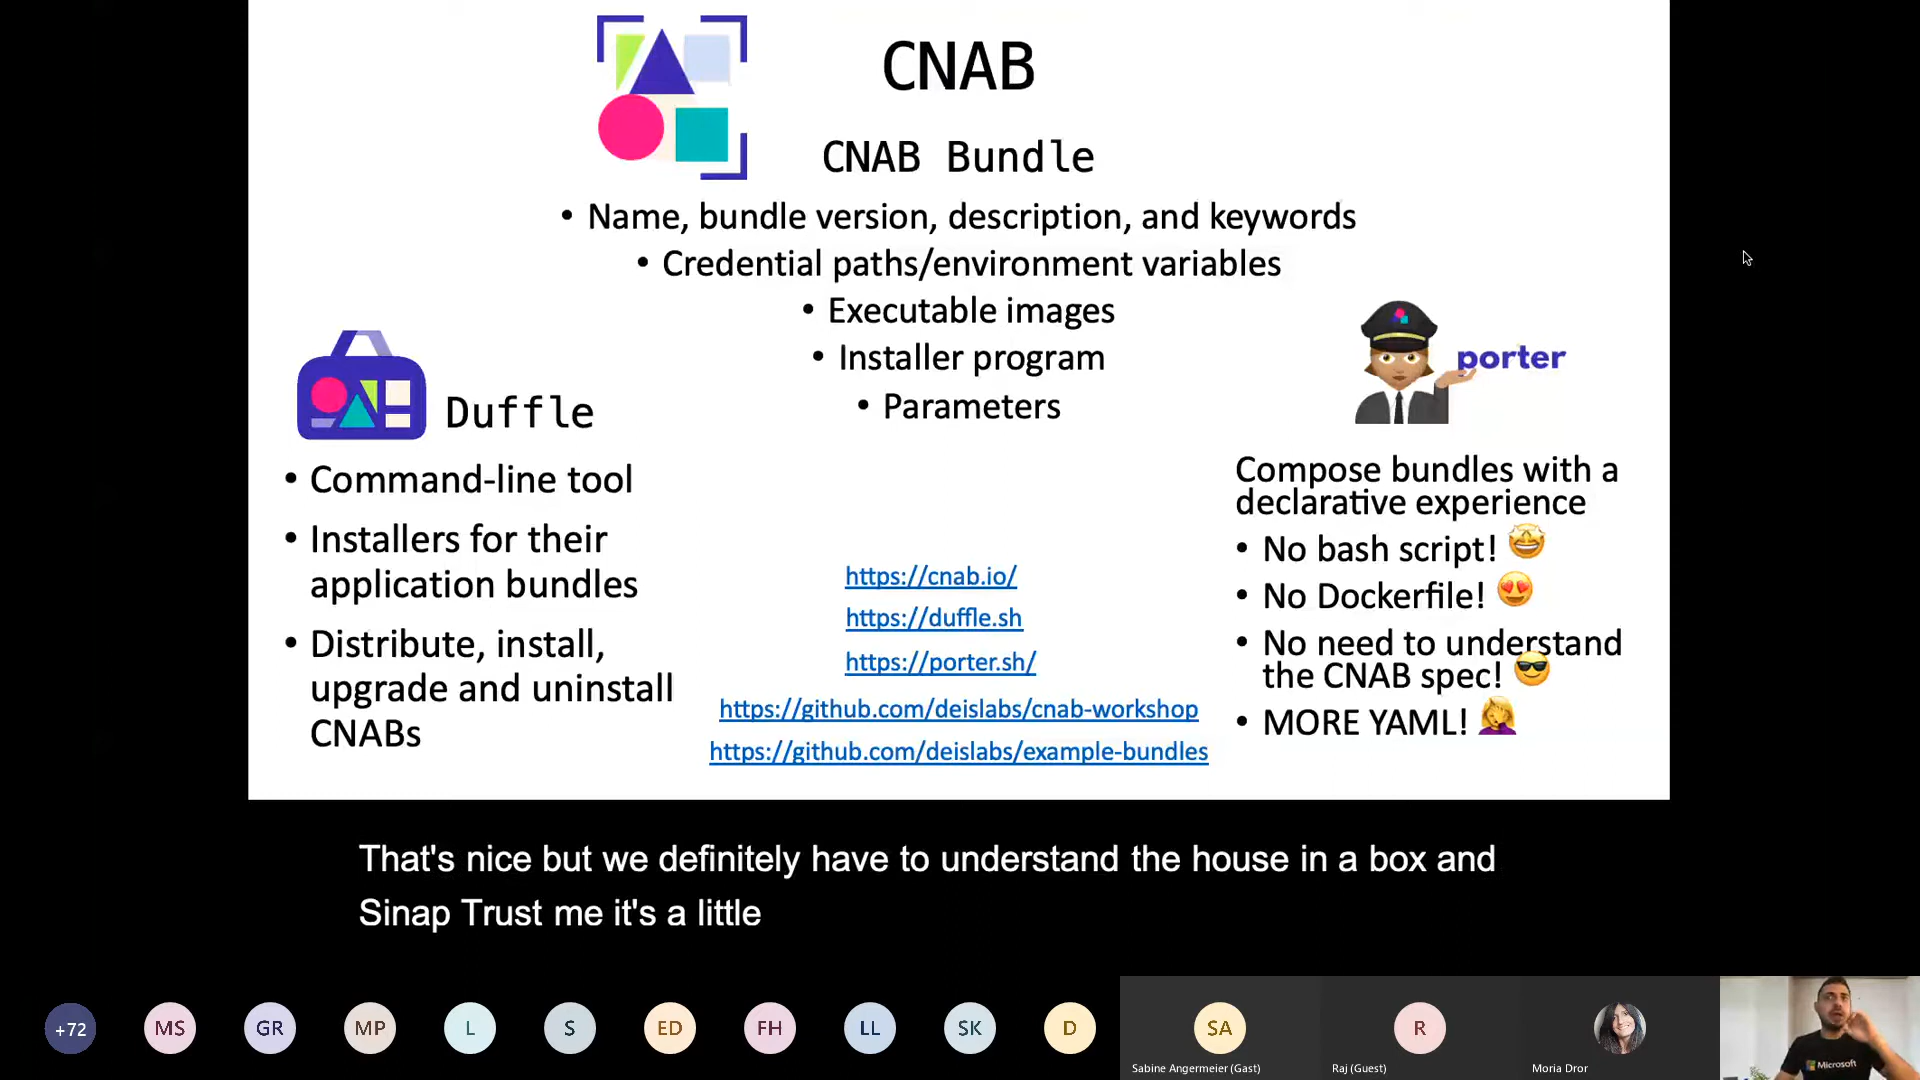 CNAB
CNAB Bundle
• Name, bundle version, description, and keywords
• Credential paths/environment variables
• Executable images
• Installer program
• Parameters
Duffle
• Command-line tool
• Installers for their
application bundles
• Distribute, install,
upgrade and uninstall
CNABs
https://cnab.io/
https://duffle.sh
https://porter.sh/
https://github.com/deislabs/cnab-workshop
https://github.com/deislabs/example-bundles
porter
Compose bundles with a
declarative experience
• No bash script! 🤩
• No Dockerfile! 😍
• No need to understand
the CNAB spec! 😎
• MORE YAML! 🤦‍♀️
That's nice but we definitely have to understand the house in a box and
Sinap Trust me it's a little
+72
MS
GR
MP
L
S
ED
FH
LL
SK
D
SA
R
Sabine Angermeier (Gast)
Raj (Guest)
Moria Dror
Microsoft